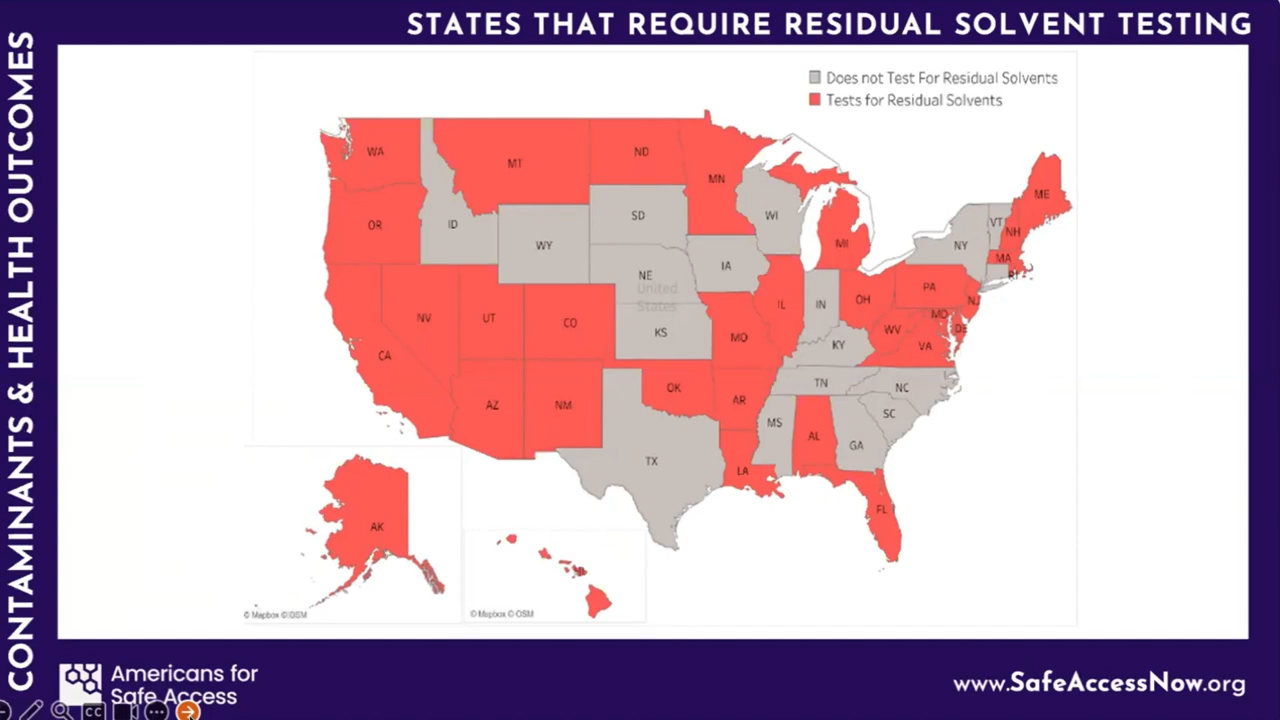 STATES THAT REQUIRE RESIDUAL SOLVENT TESTING
CONTAMINANTS & HEALTH OUTCOMES
Does not Test For Residual Solvents
Tests for Residual Solvents
WA
MT
ND
MN
ME
OR
ID
WY
SD
WI
MI
NY
VT
NH
MA
RI
IA
NE
United
States
NV
UT
CO
KS
MO
IL
IN
OH
PA
NJ
MD
DE
WV
VA
KY
CA
AZ
NM
OK
AR
TN
NC
SC
MS
AL
GA
TX
LA
FL
AK
HI
© Mapbox © OSM
© Mapbox © OSM
Americans for
Safe Access
CC
www.SafeAccessNow.org